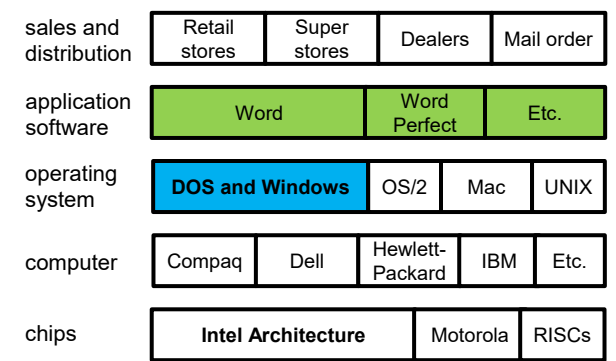 sales and
distribution
Retail
stores
Super
stores
Dealers
Mail order
application
software
Word
Word
Perfect
Etc.
operating
system
DOS and Windows
OS/2
Mac
UNIX
computer
Compaq
Dell
Hewlett-
Packard
IBM
Etc.
chips
Intel Architecture
Motorola
RISCs